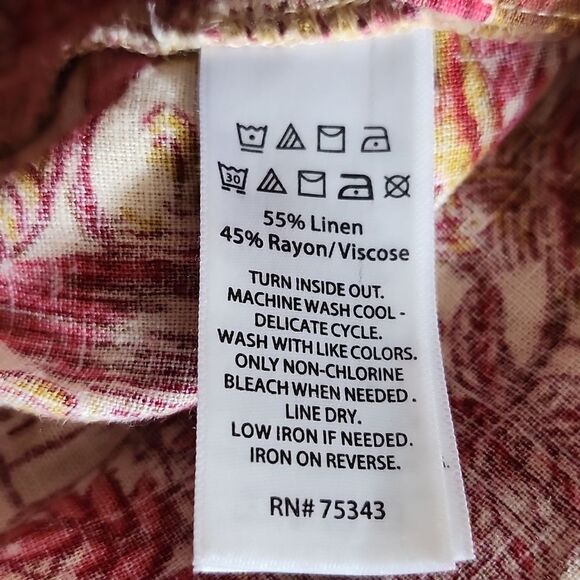 30
55% Linen
45% Rayon/Viscose
TURN INSIDE OUT.
MACHINE WASH COOL -
DELICATE CYCLE.
WASH WITH LIKE COLORS.
ONLY NON-CHLORINE
BLEACH WHEN NEEDED.
LINE DRY.
LOW IRON IF NEEDED.
IRON ON REVERSE.
RN# 75343